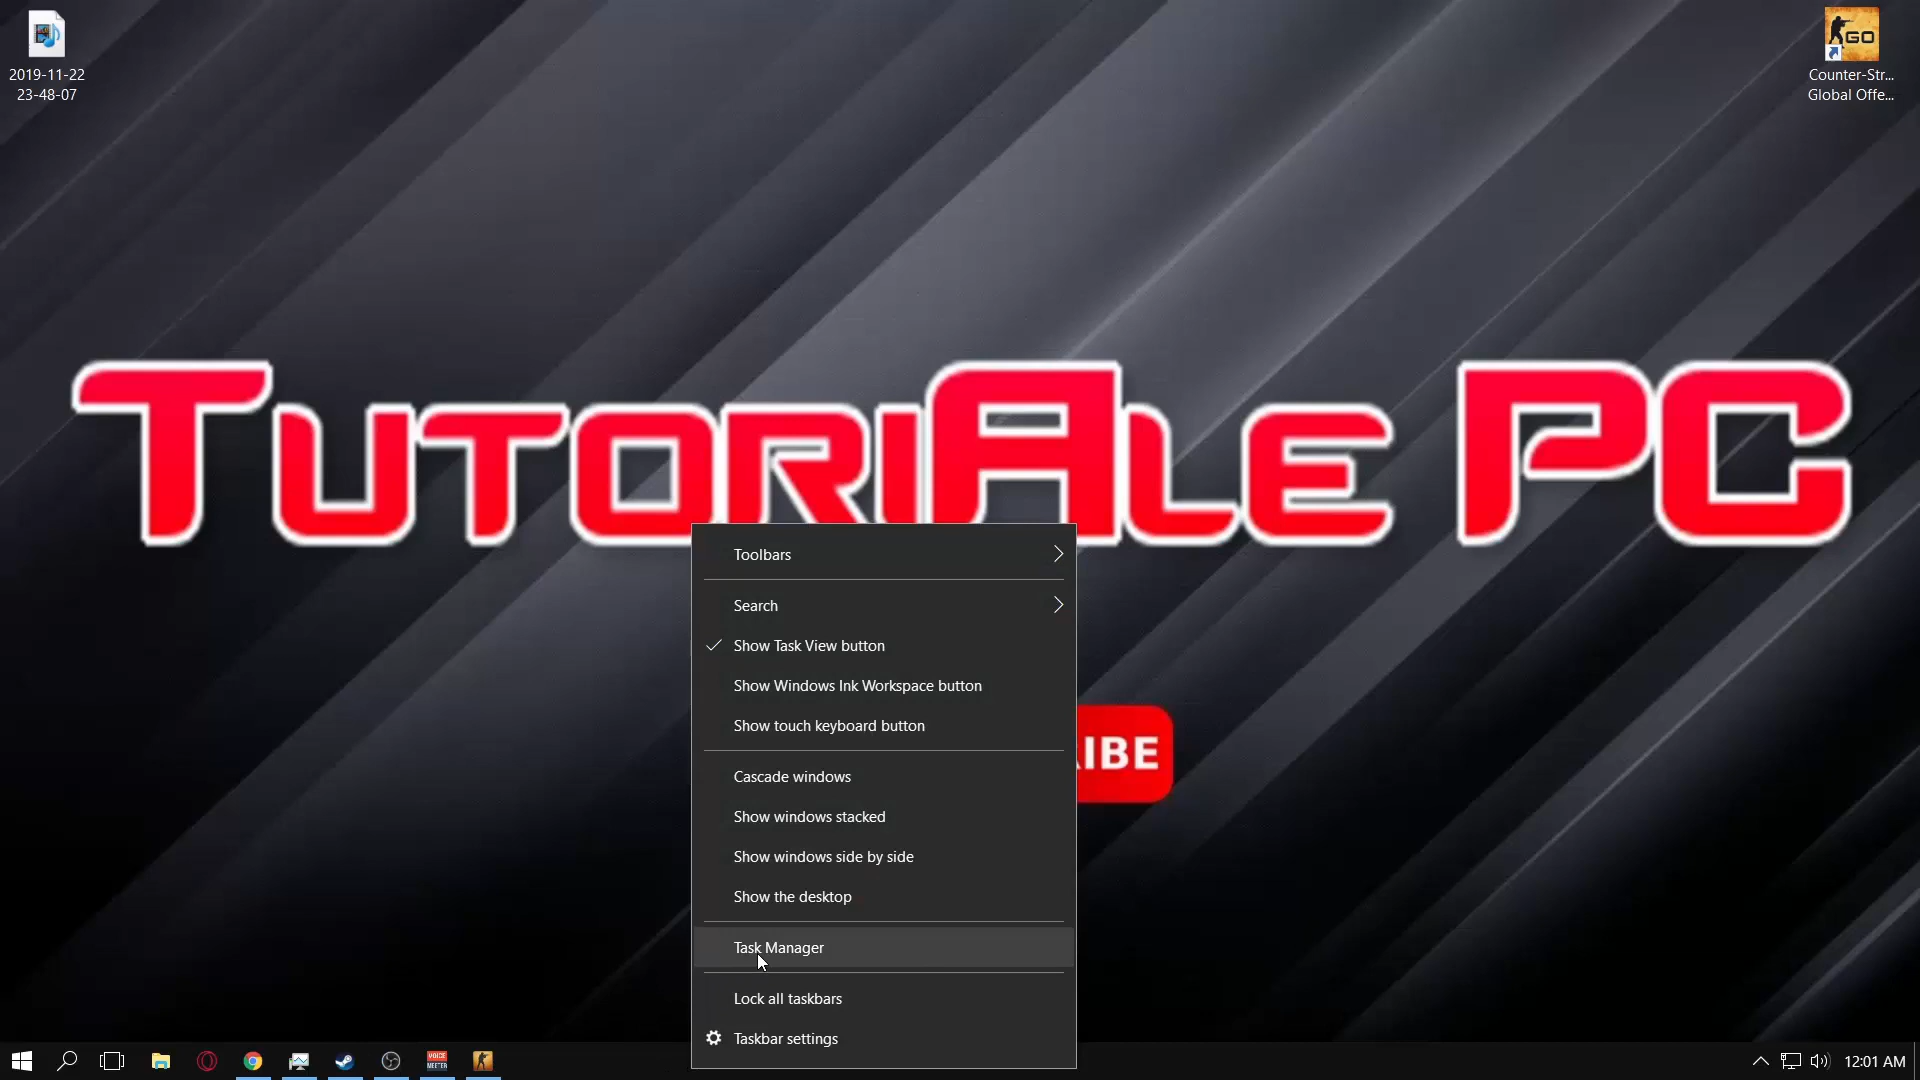 2019-11-22
23-48-07
GO
Counter-Str...
Global Offe...
TUTORIALE PC
Toolbars
Search
Show Task View button
Show Windows Ink Workspace button
Show touch keyboard button
IBE
Cascade windows
Show windows stacked
Show windows side by side
Show the desktop
Task Manager
Lock all taskbars
Taskbar settings
VOICE
MEETER
12:01 AM